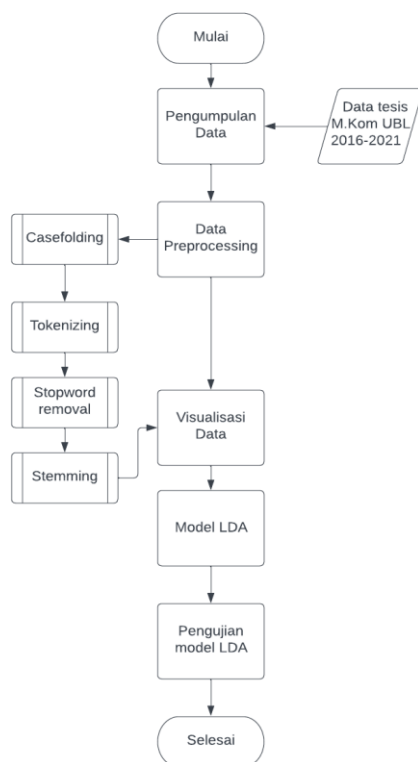 Mulai
Pengumpulan
Data
Data tesis
M.Kom UBL
2016-2021
Data
Preprocessing
Casefolding
Tokenizing
Stopword
removal
Stemming
Visualisasi
Data
Model LDA
Pengujian
model LDA
Selesai